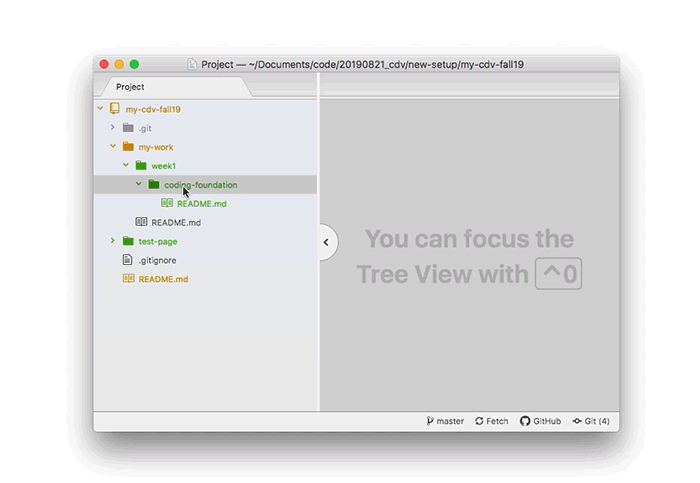 Project — ~/Documents/code/20190821_cdv/new-setup/my-cdv-fall19
Project
my-cdv-fall19
.git
my-work
week1
coding-foundation
README.md
README.md
test-page
.gitignore
README.md
You can focus the
Tree View with ^0
master Fetch GitHub Git (4)